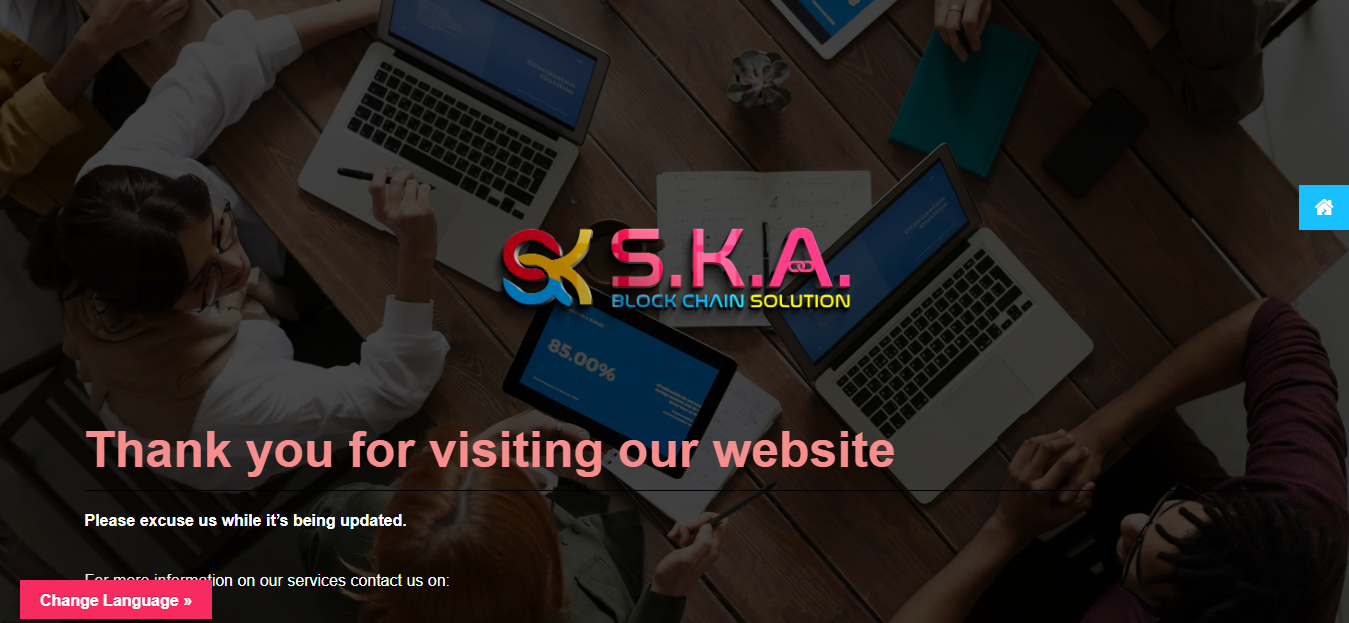 S.K.A.
BLOCK CHAIN SOLUTION
85.00%
Thank you for visiting our website
Please excuse us while it’s being updated.
For more information on our services contact us on:
Change Language »